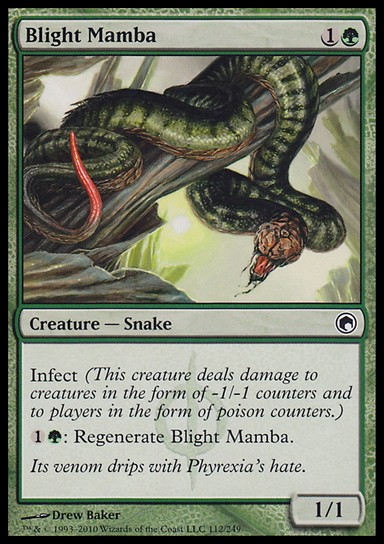 Blight Mamba 1
Creature — Snake
Infect (This creature deals damage to
creatures in the form of -1/-1 counters and
to players in the form of poison counters.)
1 : Regenerate Blight Mamba.
Its venom drips with Phyrexia's hate.
Drew Baker
™ & © 1993–2010 Wizards of the Coast LLC 112/249
1/1